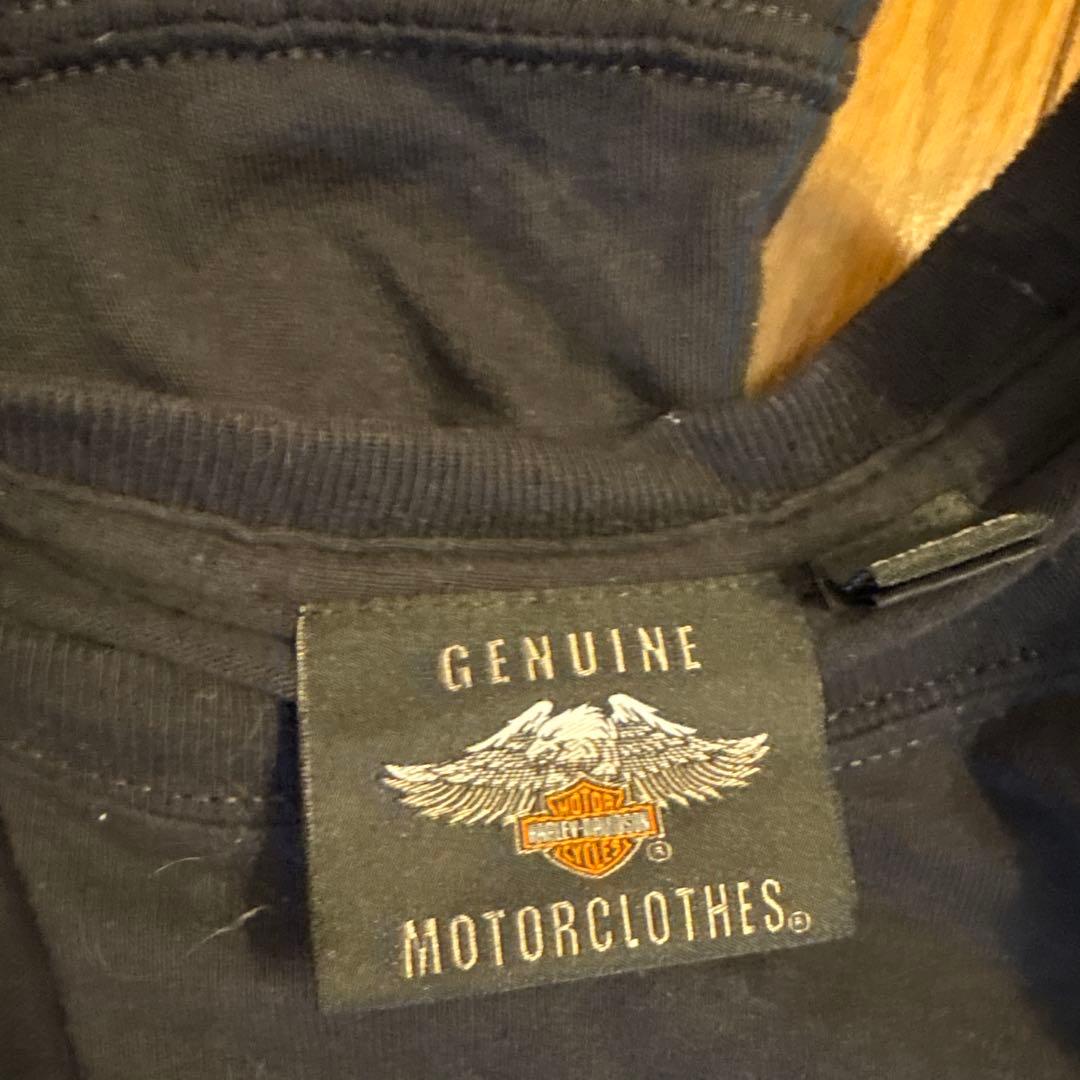 GENUINE
MOTOR
HARLEY-DAVIDSON
CYCLES
®
MOTORCLOTHES®